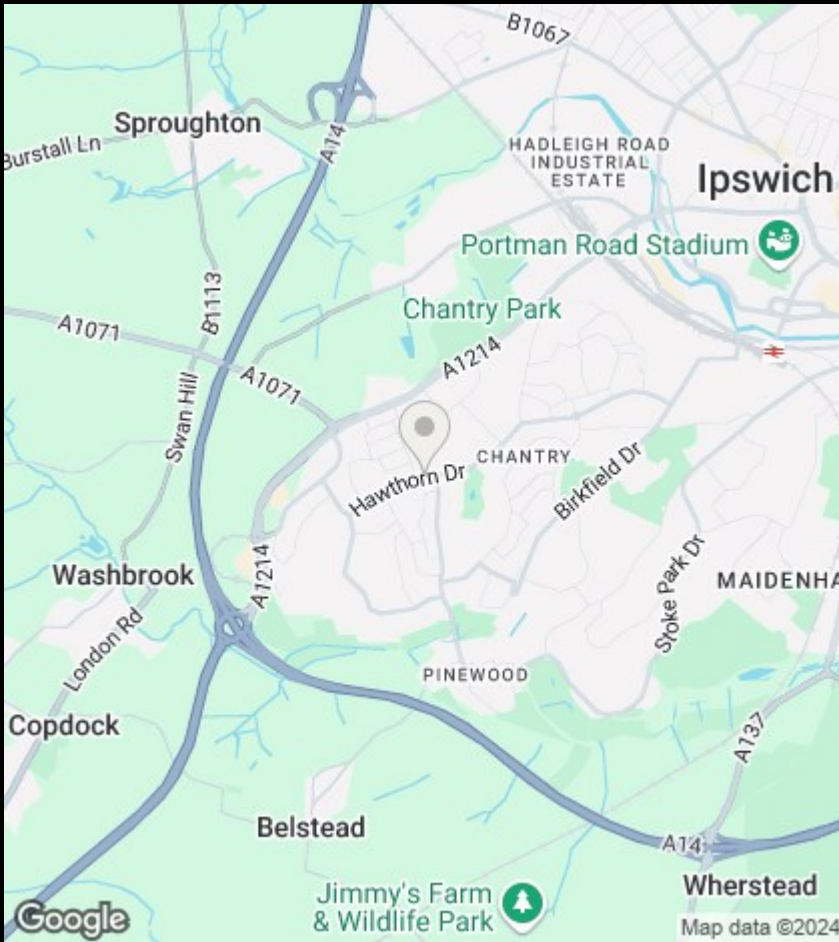 B1067
Sproughton
A14
Burstall Ln
HADLEIGH ROAD
INDUSTRIAL
ESTATE
Ipswich
Portman Road Stadium
B1113
Chantry Park
A1071
A1214
A1071
Swan Hill
CHANTRY
Hawthorn Dr
Birkfield Dr
A1214
Washbrook
Stoke Park Dr
MAIDENHA
London Rd
PINEWOOD
Copdock
A137
Belstead
A14
Wherstead
Jimmy's Farm
& Wildlife Park
Google
Map data ©2024